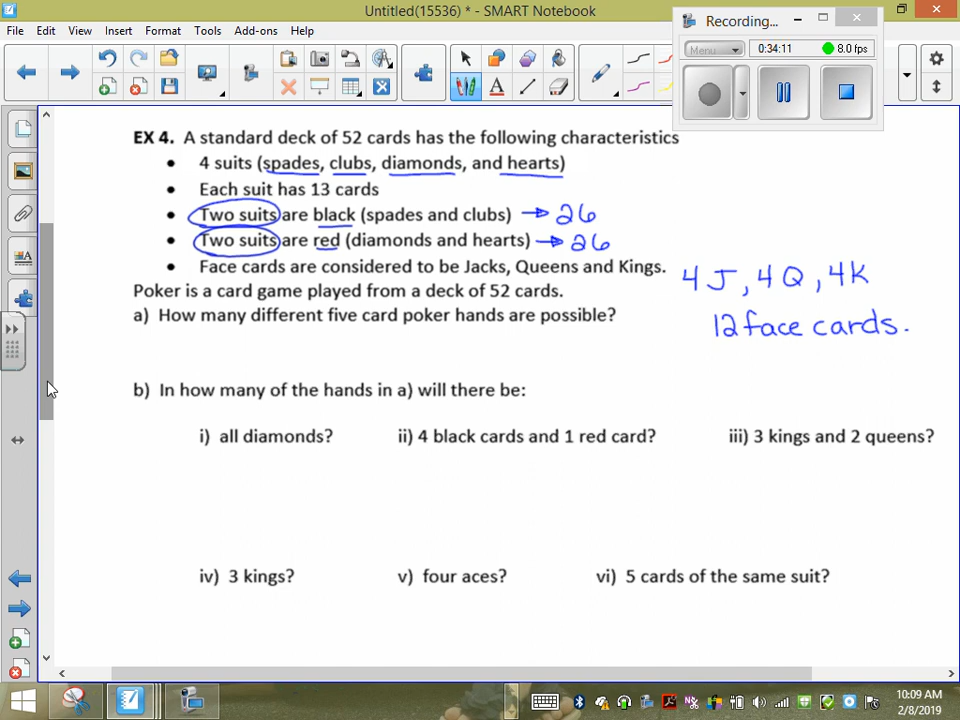 Untitled(15536) * - SMART Notebook
Recording...
File Edit View Insert Format Tools Add-ons Help
Menu 0:34:11 8.0 fps
EX 4. A standard deck of 52 cards has the following characteristics
• 4 suits (spades, clubs, diamonds, and hearts)
• Each suit has 13 cards
• Two suits are black (spades and clubs) → 26
• Two suits are red (diamonds and hearts) → 26
• Face cards are considered to be Jacks, Queens and Kings.
4 J, 4 Q, 4K
Poker is a card game played from a deck of 52 cards.
a) How many different five card poker hands are possible?
12 face cards.
b) In how many of the hands in a) will there be:
i) all diamonds? ii) 4 black cards and 1 red card? iii) 3 kings and 2 queens?
iv) 3 kings? v) four aces? vi) 5 cards of the same suit?
10:09 AM
2/8/2019